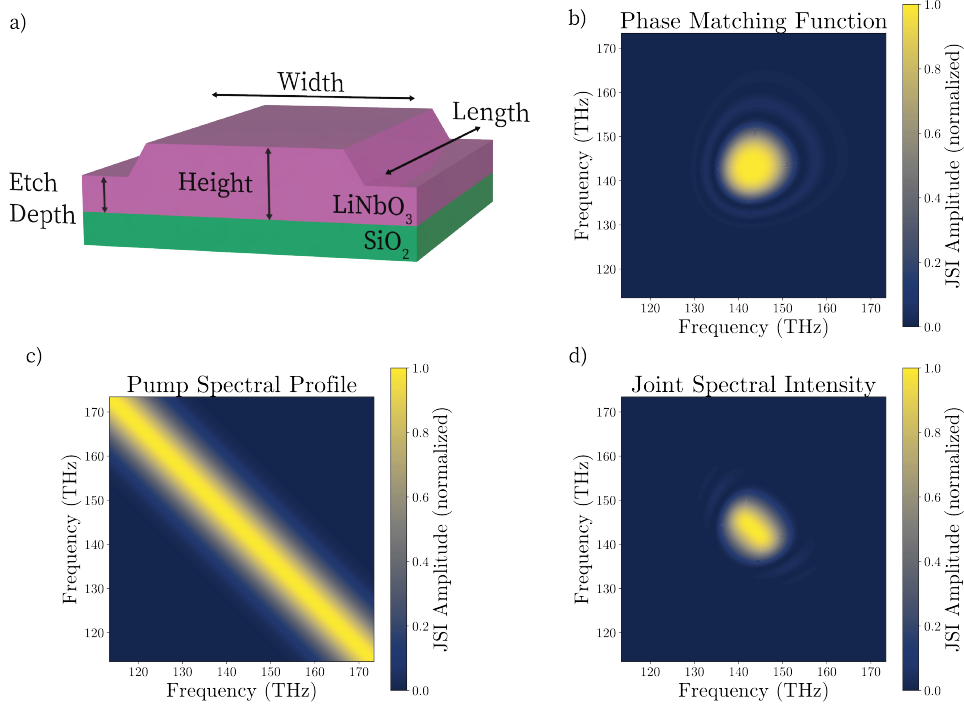 a)
Width
Length
Etch
Depth
Height
LiNbO3
SiO2
b)
Phase Matching Function
170
160
150
140
130
120
Frequency (THz)
120 130 140 150 160 170
Frequency (THz)
1.0
0.8
0.6
0.4
0.2
0.0
JSI Amplitude (normalized)
c)
Pump Spectral Profile
170
160
150
140
130
120
Frequency (THz)
120 130 140 150 160 170
Frequency (THz)
1.0
0.8
0.6
0.4
0.2
0.0
JSI Amplitude (normalized)
d)
Joint Spectral Intensity
170
160
150
140
130
120
Frequency (THz)
120 130 140 150 160 170
Frequency (THz)
1.0
0.8
0.6
0.4
0.2
0.0
JSI Amplitude (normalized)